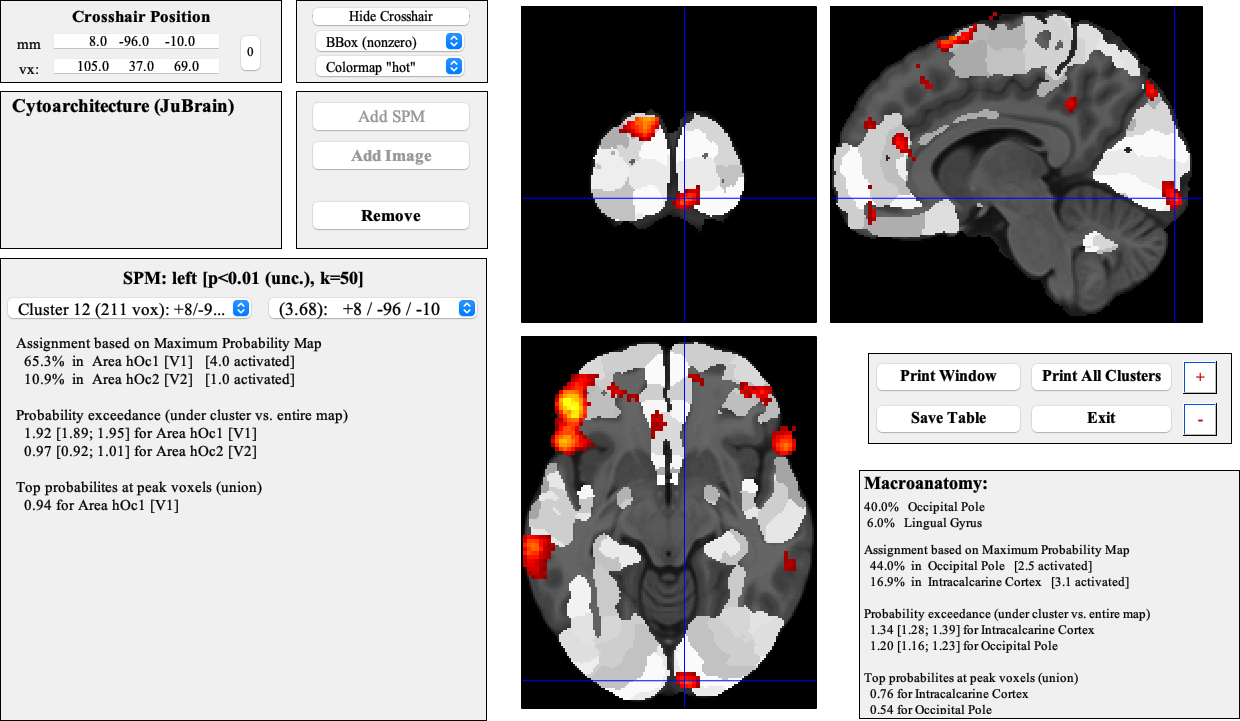 Crosshair Position
mm 8.0 -96.0 -10.0
vx: 105.0 37.0 69.0
0
Hide Crosshair
BBox (nonzero)
Colormap "hot"
Cytoarchitecture (JuBrain)
Add SPM
Add Image
Remove
SPM: left [p<0.01 (unc.), k=50]
Cluster 12 (211 vox): +8/-9... (3.68): +8 / -96 / -10
Assignment based on Maximum Probability Map
65.3% in Area hOc1 [V1] [4.0 activated]
10.9% in Area hOc2 [V2] [1.0 activated]
Probability exceedance (under cluster vs. entire map)
1.92 [1.89; 1.95] for Area hOc1 [V1]
0.97 [0.92; 1.01] for Area hOc2 [V2]
Top probabilites at peak voxels (union)
0.94 for Area hOc1 [V1]
Print Window Print All Clusters +
Save Table Exit -
Macroanatomy:
40.0% Occipital Pole
6.0% Lingual Gyrus
Assignment based on Maximum Probability Map
44.0% in Occipital Pole [2.5 activated]
16.9% in Intracalcarine Cortex [3.1 activated]
Probability exceedance (under cluster vs. entire map)
1.34 [1.28; 1.39] for Intracalcarine Cortex
1.20 [1.16; 1.23] for Occipital Pole
Top probabilites at peak voxels (union)
0.76 for Intracalcarine Cortex
0.54 for Occipital Pole